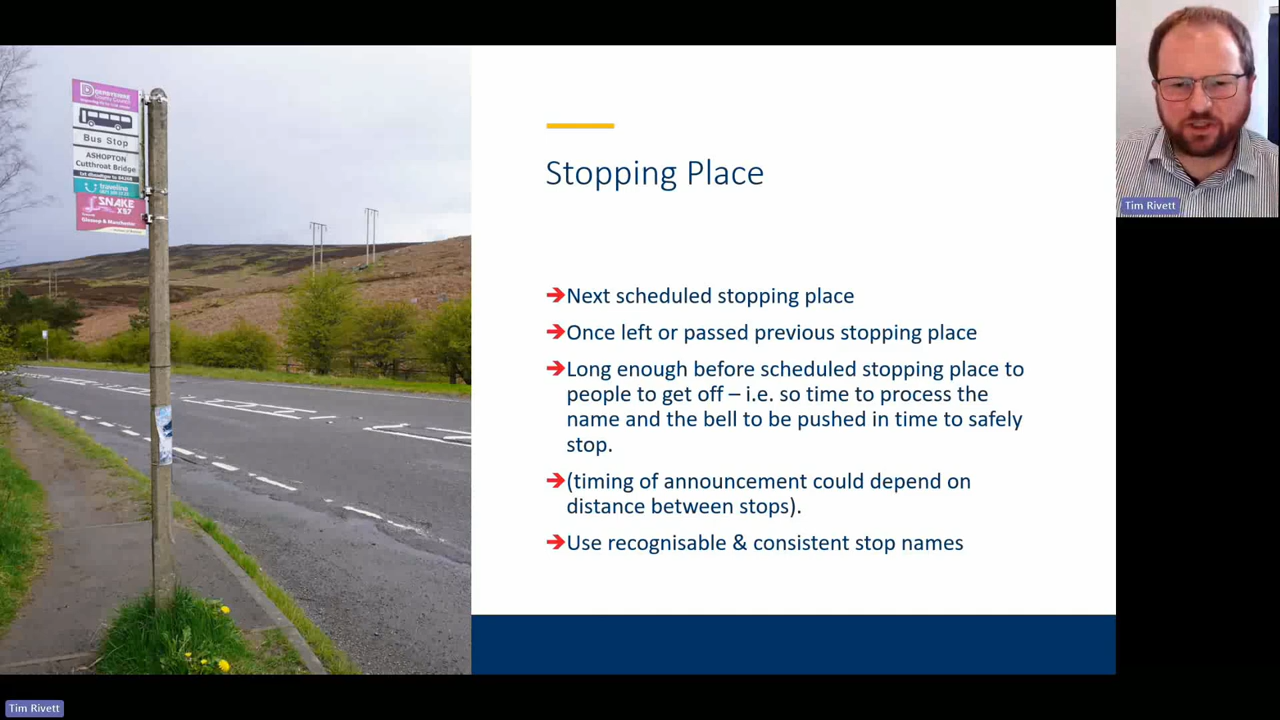 DERBYSHIRE
County Council
Bus Stop
ASHOPTON
Cutthroat Bridge
traveline
SNAKE
X57
Glossop & Manchester
Stopping Place
➔Next scheduled stopping place
➔Once left or passed previous stopping place
➔Long enough before scheduled stopping place to
people to get off – i.e. so time to process the
name and the bell to be pushed in time to safely
stop.
➔(timing of announcement could depend on
distance between stops).
➔Use recognisable & consistent stop names
Tim Rivett
Tim Rivett